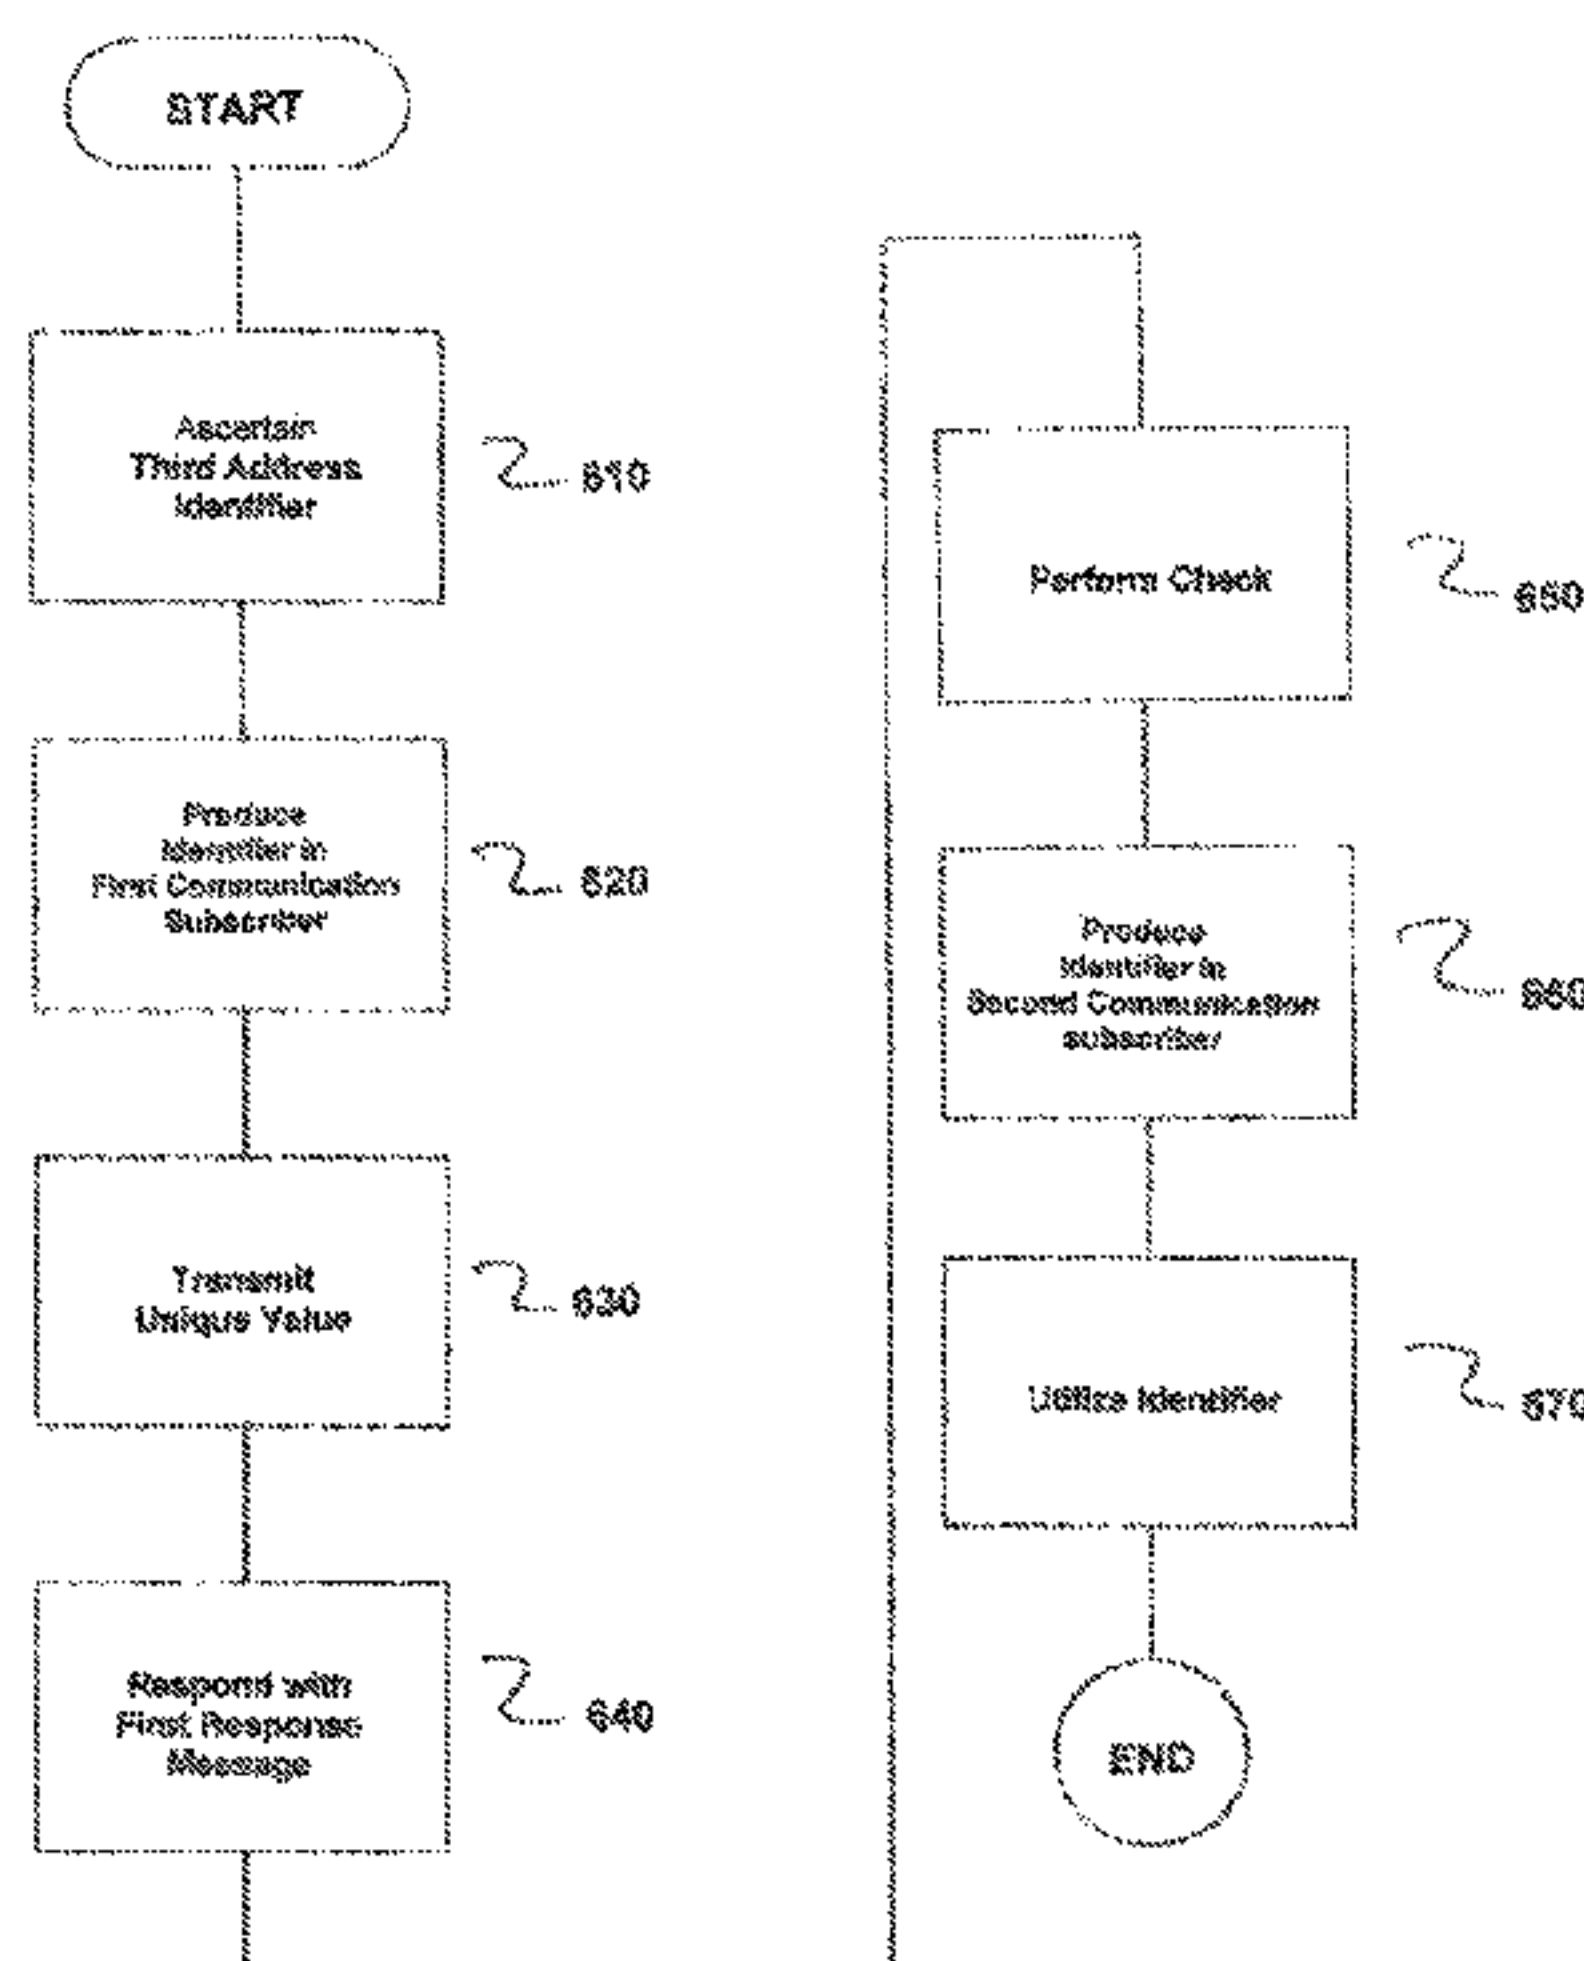 START
Ascertain
Third Address
Identifier
610
Produce
Identifier in
First Communication
Subscriber
620
Transmit
Unique Value
630
Respond with
First Response
Message
640
Perform Check
650
Produce
Identifier in
Second Communication
subscriber
660
Utilize Identifier
670
END